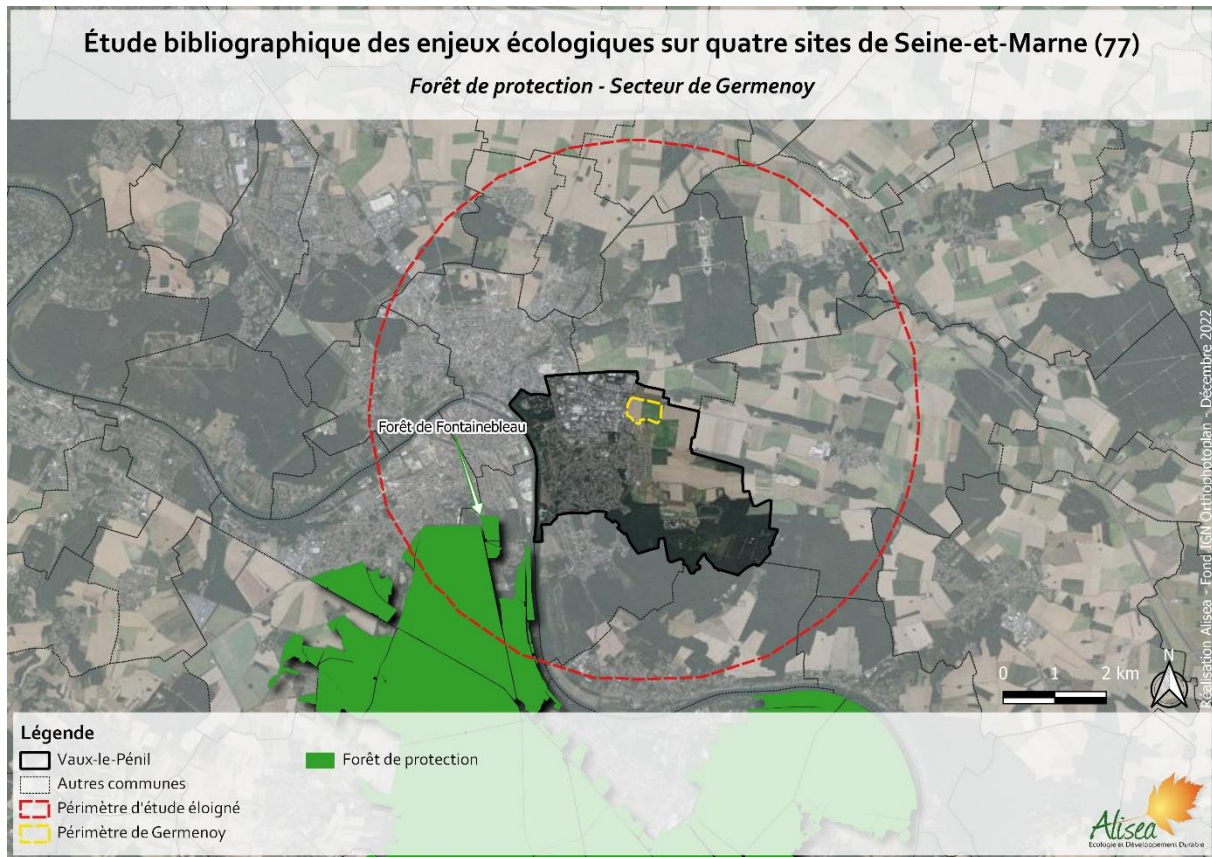 Étude bibliographique des enjeux écologiques sur quatre sites de Seine-et-Marne (77)
Forêt de protection - Secteur de Germenoy
Forêt de Fontainebleau
Réalisation Alisea - Fond IGN Orthophotoplan - Décembre 2022
N
0 1 2 km
Légende
Vaux-le-Pénil
Forêt de protection
Autres communes
Périmètre d'étude éloigné
Périmètre de Germenoy
Alisea
Ecologie et Développement Durable